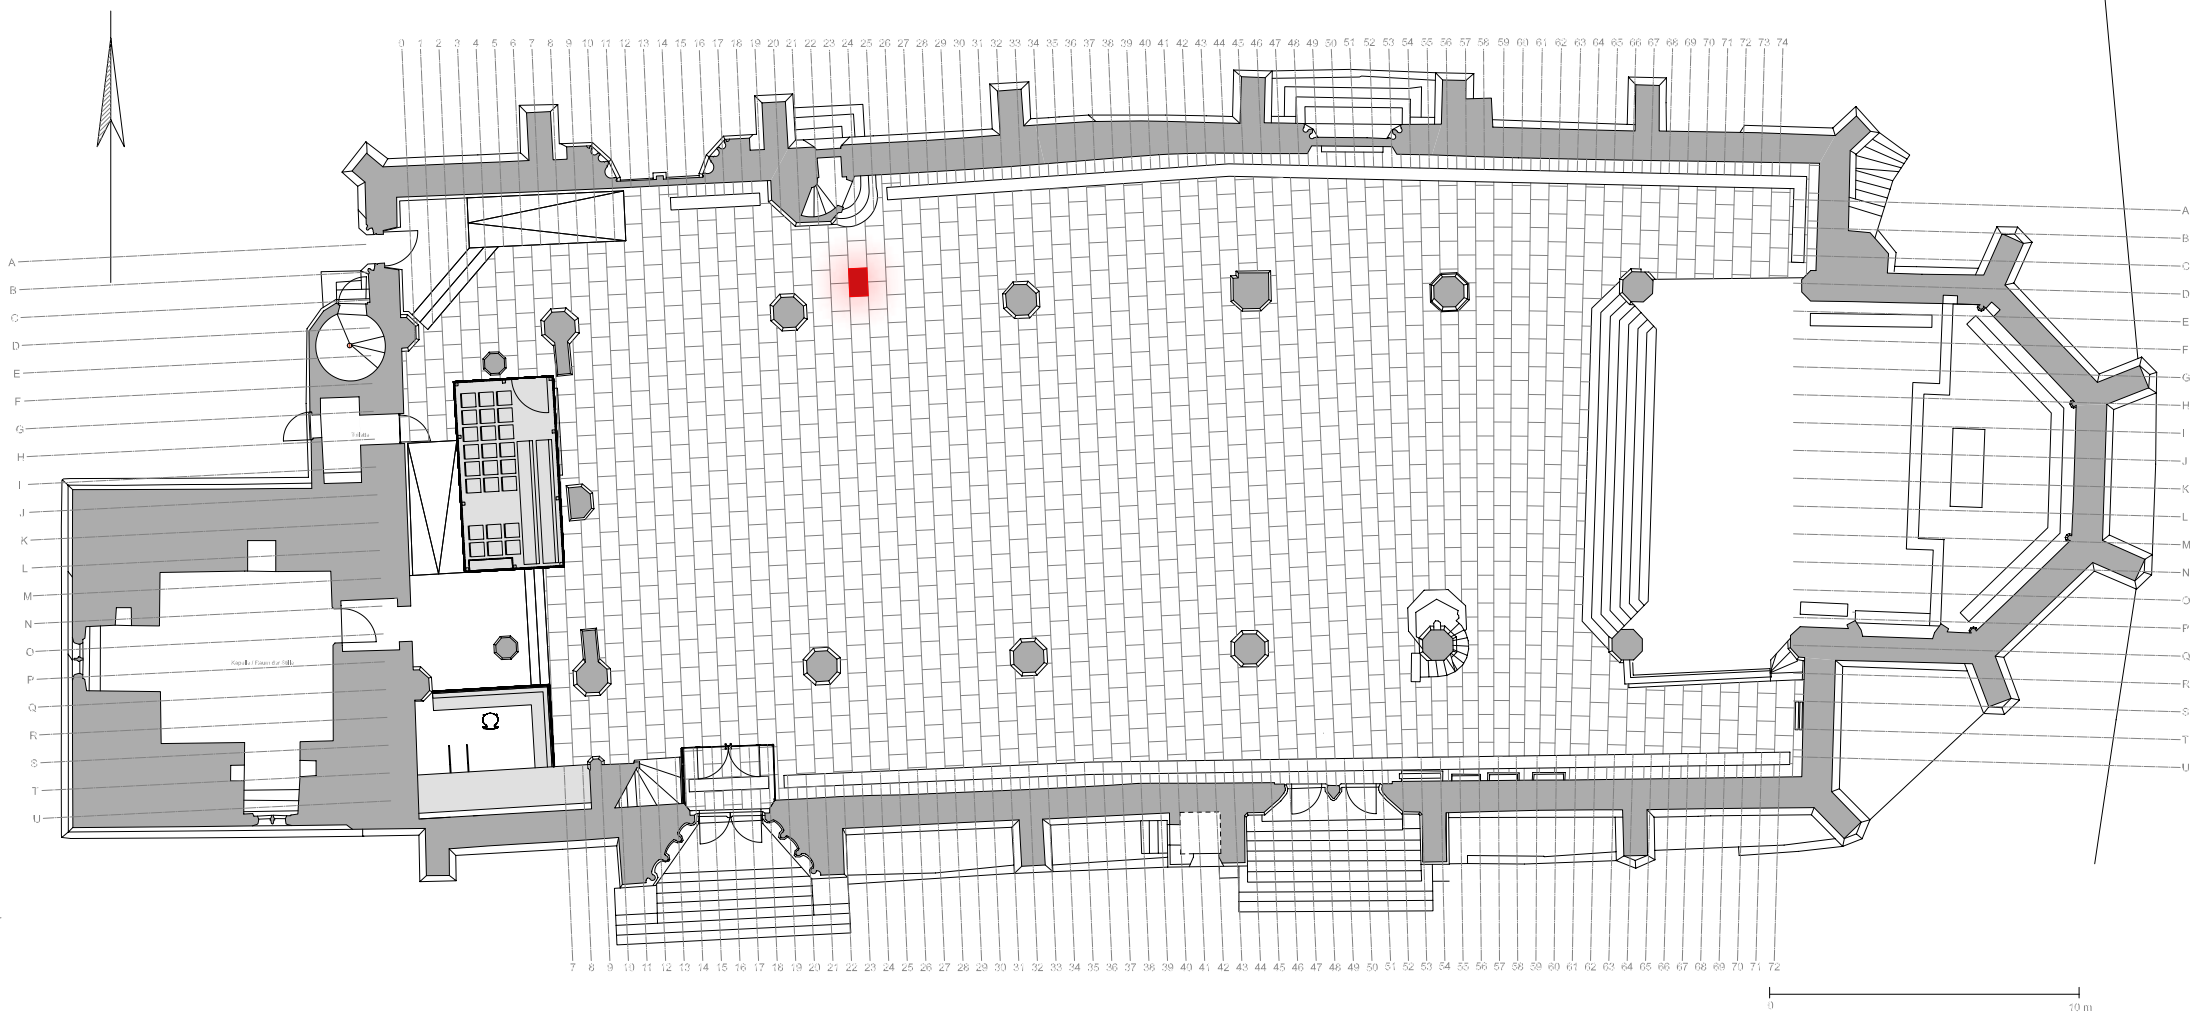 0 1 2 3 4 5 6 7 8 9 10 11 12 13 14 15 16 17 18 19 20 21 22 23 24 25 26 27 28 29 30 31 32 33 34 35 36 37 38 39 40 41 42 43 44 45 46 47 48 49 50 51 52 53 54 55 56 57 58 59 60 61 62 63 64 65 66 67 68 69 70 71 72 73 74
A
B
C
D
E
F
G
H
I
J
K
L
M
N
O
P
Q
R
S
T
U
A
B
C
D
E
F
G
H
I
J
K
L
M
N
O
P
Q
R
S
T
U
7 8 9 10 11 12 13 14 15 16 17 18 19 20 21 22 23 24 25 26 27 28 29 30 31 32 33 34 35 36 37 38 39 40 41 42 43 44 45 46 47 48 49 50 51 52 53 54 55 56 57 58 59 60 61 62 63 64 65 66 67 68 69 70 71 72
0 10 m